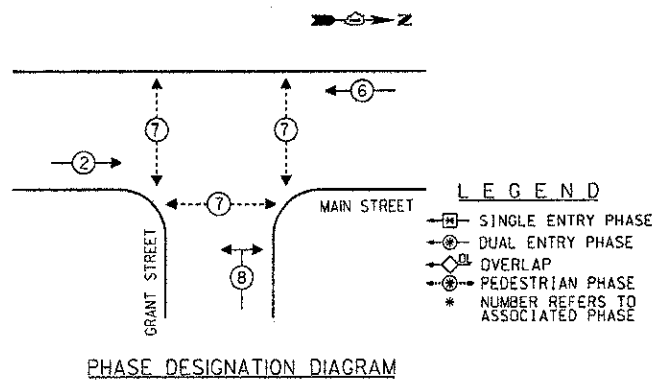 N
6
7
7
2
7
MAIN STREET
GRANT STREET
8
LEGEND
SINGLE ENTRY PHASE
DUAL ENTRY PHASE
OL
OVERLAP
PEDESTRIAN PHASE
* NUMBER REFERS TO
ASSOCIATED PHASE
PHASE DESIGNATION DIAGRAM